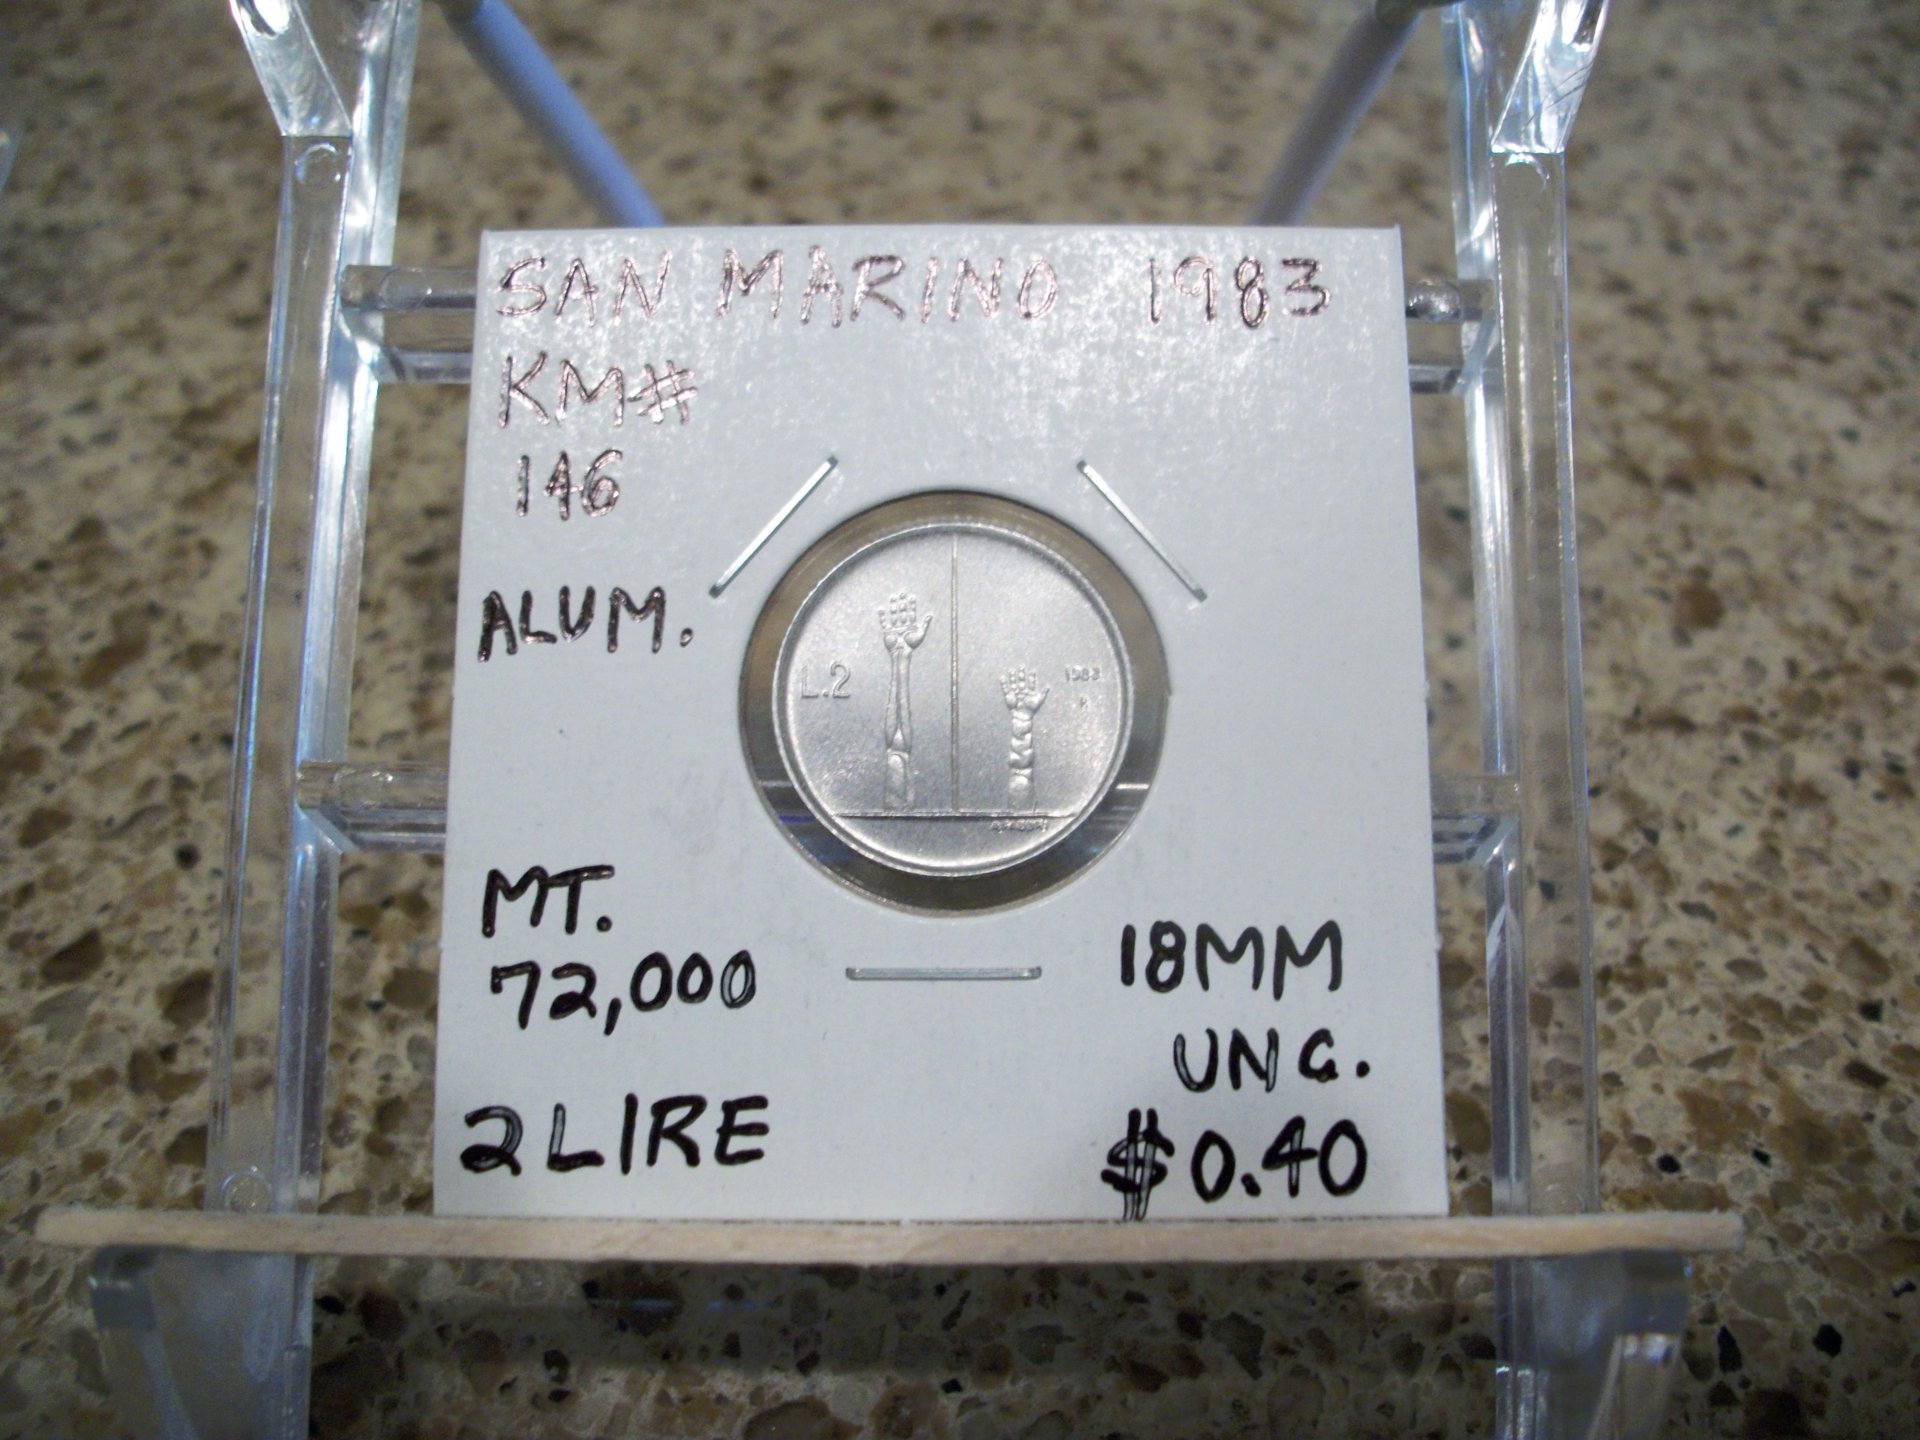 SAN MARINO 1983
KM#
146
ALUM.
L.2
1983
R
MT.
72,000
18MM
UNC.
2 LIRE
$0.40